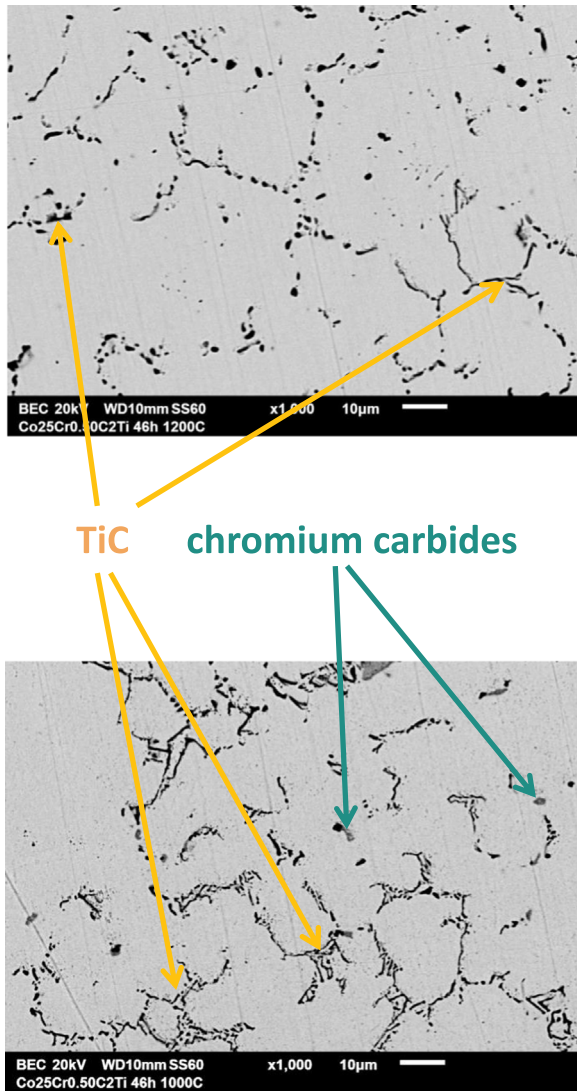 BEC 20kV WD10mm SS60 x1,000 10μm
Co25Cr0.50C2Ti 46h 1200C
TiC chromium carbides
BEC 20kV WD10mm SS60 x1,000 10μm
Co25Cr0.50C2Ti 46h 1000C